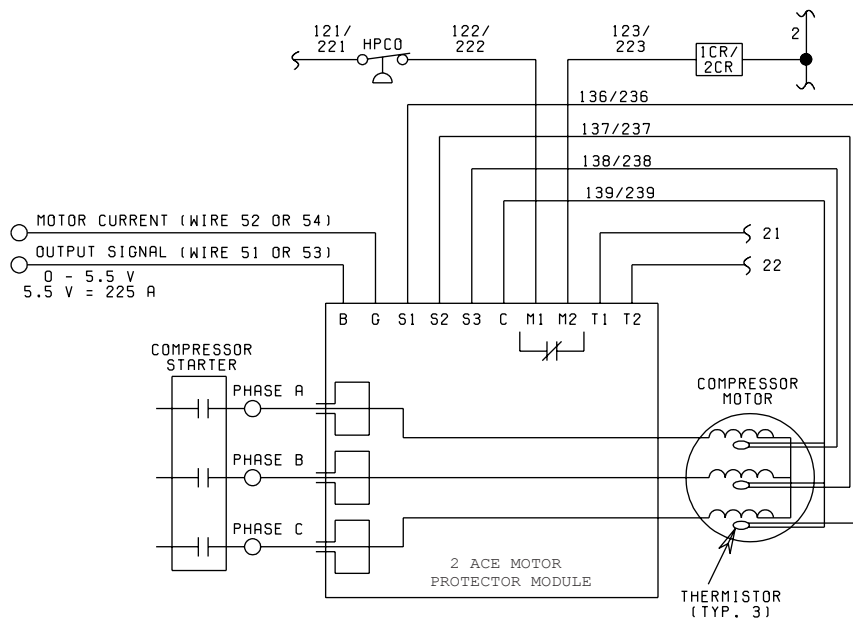 121/
221
HPCO
122/
222
123/
223
1CR/
2CR
2
136/236
137/237
138/238
139/239
MOTOR CURRENT (WIRE 52 OR 54)
OUTPUT SIGNAL (WIRE 51 OR 53)
0 - 5.5 V
5.5 V = 225 A
21
22
B G S1 S2 S3 C M1 M2 T1 T2
COMPRESSOR
STARTER
PHASE A
PHASE B
PHASE C
COMPRESSOR
MOTOR
2 ACE MOTOR
PROTECTOR MODULE
THERMISTOR
(TYP. 3)